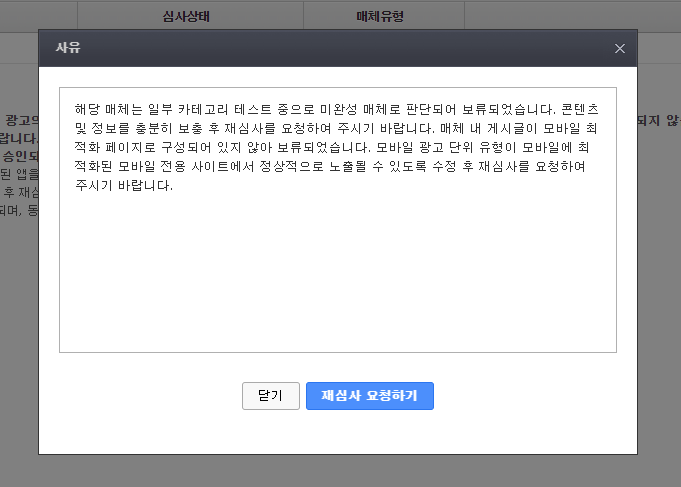 심사상태 매체유형
사유
해당 매체는 일부 카테고리 테스트 중으로 미완성 매체로 판단되어 보류되었습니다. 콘텐츠
및 정보를 충분히 보충 후 재심사를 요청하여 주시기 바랍니다. 매체 내 게시글이 모바일 최
적화 페이지로 구성되어 있지 않아 보류되었습니다. 모바일 광고 단위 유형이 모바일에 최
적화된 모바일 전용 사이트에서 정상적으로 노출될 수 있도록 수정 후 재심사를 요청하여
주시기 바랍니다.
광고의
되지 않
랍니다.
승인되
된 앱을
후 재심
되며, 동
닫기 재심사 요청하기